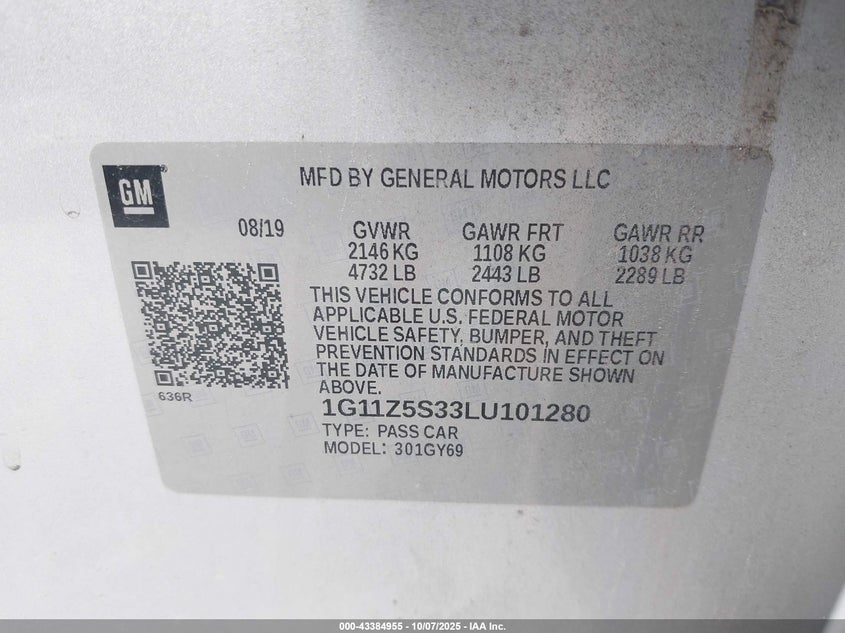 GM
MFD BY GENERAL MOTORS LLC
08/19 GVWR GAWR FRT GAWR RR
2146 KG 1108 KG 1038 KG
4732 LB 2443 LB 2289 LB
THIS VEHICLE CONFORMS TO ALL
APPLICABLE U.S. FEDERAL MOTOR
VEHICLE SAFETY, BUMPER, AND THEFT
PREVENTION STANDARDS IN EFFECT ON
THE DATE OF MANUFACTURE SHOWN
ABOVE.
636R
1G11Z5S33LU101280
TYPE: PASS CAR
MODEL: 301GY69
000-43384955 - 10/07/2025 - IAA Inc.